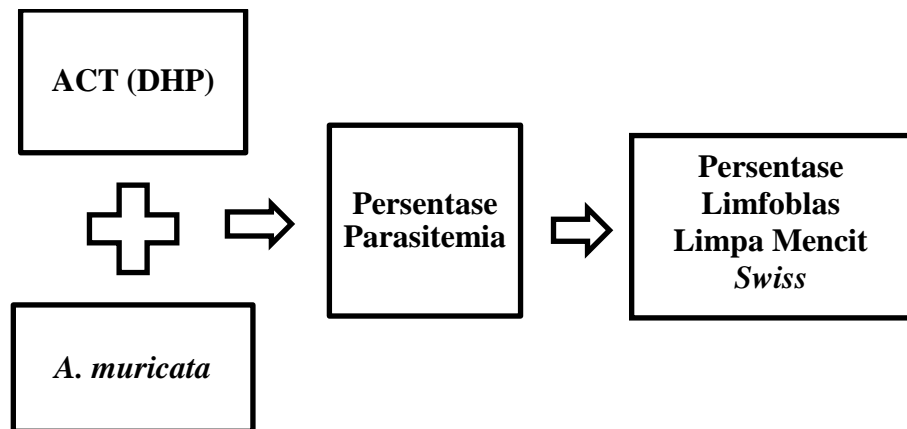 ACT (DHP)
A. muricata
Persentase
Parasitemia
Persentase
Limfoblas
Limpa Mencit
Swiss